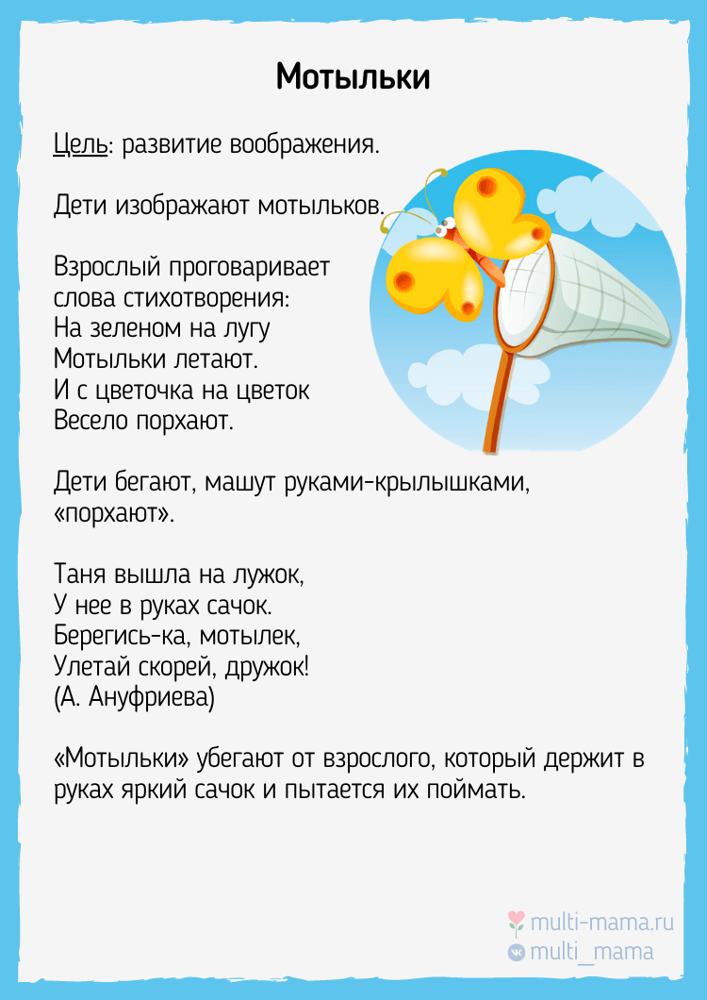 Мотыльки
Цель: развитие воображения.
Дети изображают мотыльков.
Взрослый проговаривает
слова стихотворения:
На зеленом на лугу
Мотыльки летают.
И с цветочка на цветок
Весело порхают.
Дети бегают, машут руками-крылышками,
«порхают».
Таня вышла на лужок,
У нее в руках сачок.
Берегись-ка, мотылек,
Улетай скорей, дружок!
(А. Ануфриева)
«Мотыльки» убегают от взрослого, который держит в
руках яркий сачок и пытается их поймать.
multi-mama.ru
multi_mama